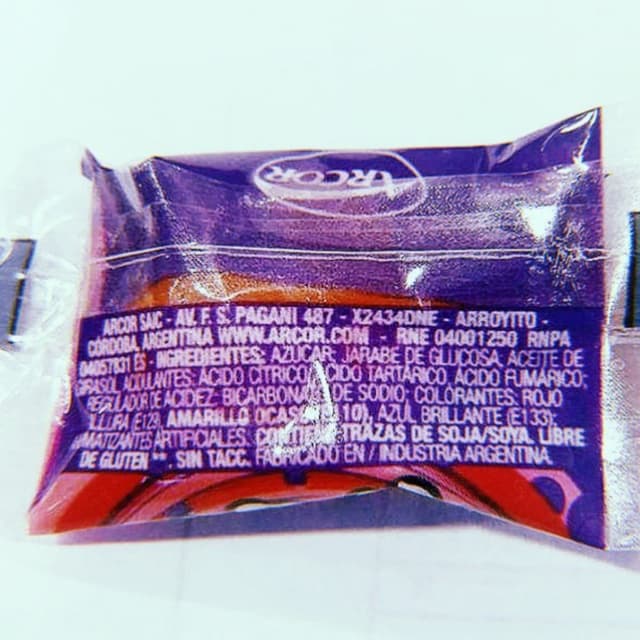 ARCOR
ARCOR SAIC - AV. F. S. PAGANI 487 - X2434DNE - ARROYITO -
CÓRDOBA, ARGENTINA WWW.ARCOR.COM - RNE 04001250 RNPA
ES - INGREDIENTES: AZÚCAR, JARABE DE GLUCOSA, ACEITE DE
GIRASOL, ACIDULANTES: ÁCIDO CÍTRICO, ÁCIDO TARTÁRICO, ÁCIDO FUMÁRICO;
REGULADOR DE ACIDEZ: BICARBONATO DE SODIO; COLORANTES: ROJO
AMARILLO OCASO (E110), AZUL BRILLANTE (E133);
AROMATIZANTES ARTIFICIALES. CONTIENE TRAZAS DE SOJA/SOYA. LIBRE
DE GLUTEN **. SIN TACC. FABRICADO EN / INDUSTRIA ARGENTINA.